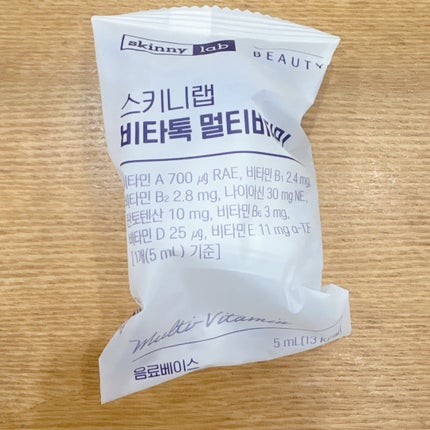 skinny lab
BEAUTY
스키니랩
비타톡 멀티비타민
비타민 A 700 μg RAE, 비타민 B1 2.4 mg,
비타민 B2 2.8 mg, 나이아신 30 mg NE,
판토텐산 10 mg, 비타민 B6 3 mg,
비타민 D 25 μg, 비타민 E 11 mg α-TE
[1개(5 mL) 기준]
Multi-Vitamin
5 mL(13 kcal)
음료베이스